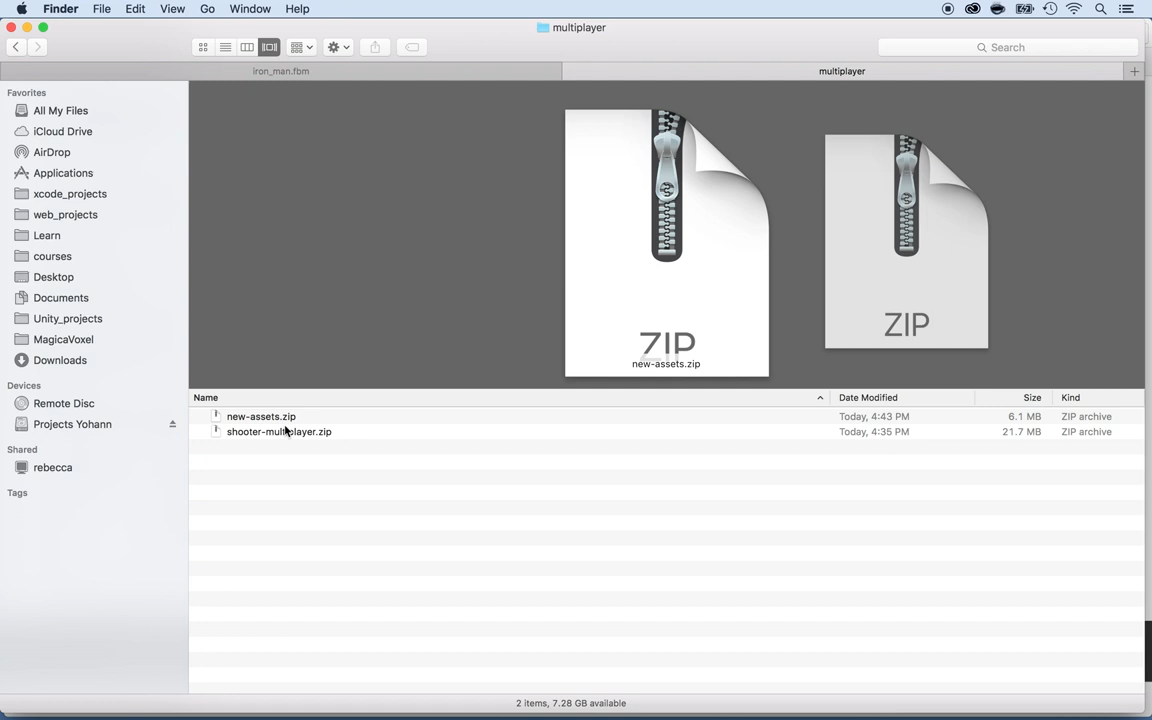 Finder File Edit View Go Window Help
multiplayer
Search
iron_man.fbm
multiplayer
Favorites
All My Files
iCloud Drive
AirDrop
Applications
xcode_projects
web_projects
Learn
courses
Desktop
Documents
Unity_projects
MagicaVoxel
Downloads
Devices
Remote Disc
Projects Yohann
Shared
rebecca
Tags
ZIP
new-assets.zip
ZIP
Name Date Modified Size Kind
new-assets.zip Today, 4:43 PM 6.1 MB ZIP archive
shooter-multiplayer.zip Today, 4:35 PM 21.7 MB ZIP archive
2 items, 7.28 GB available